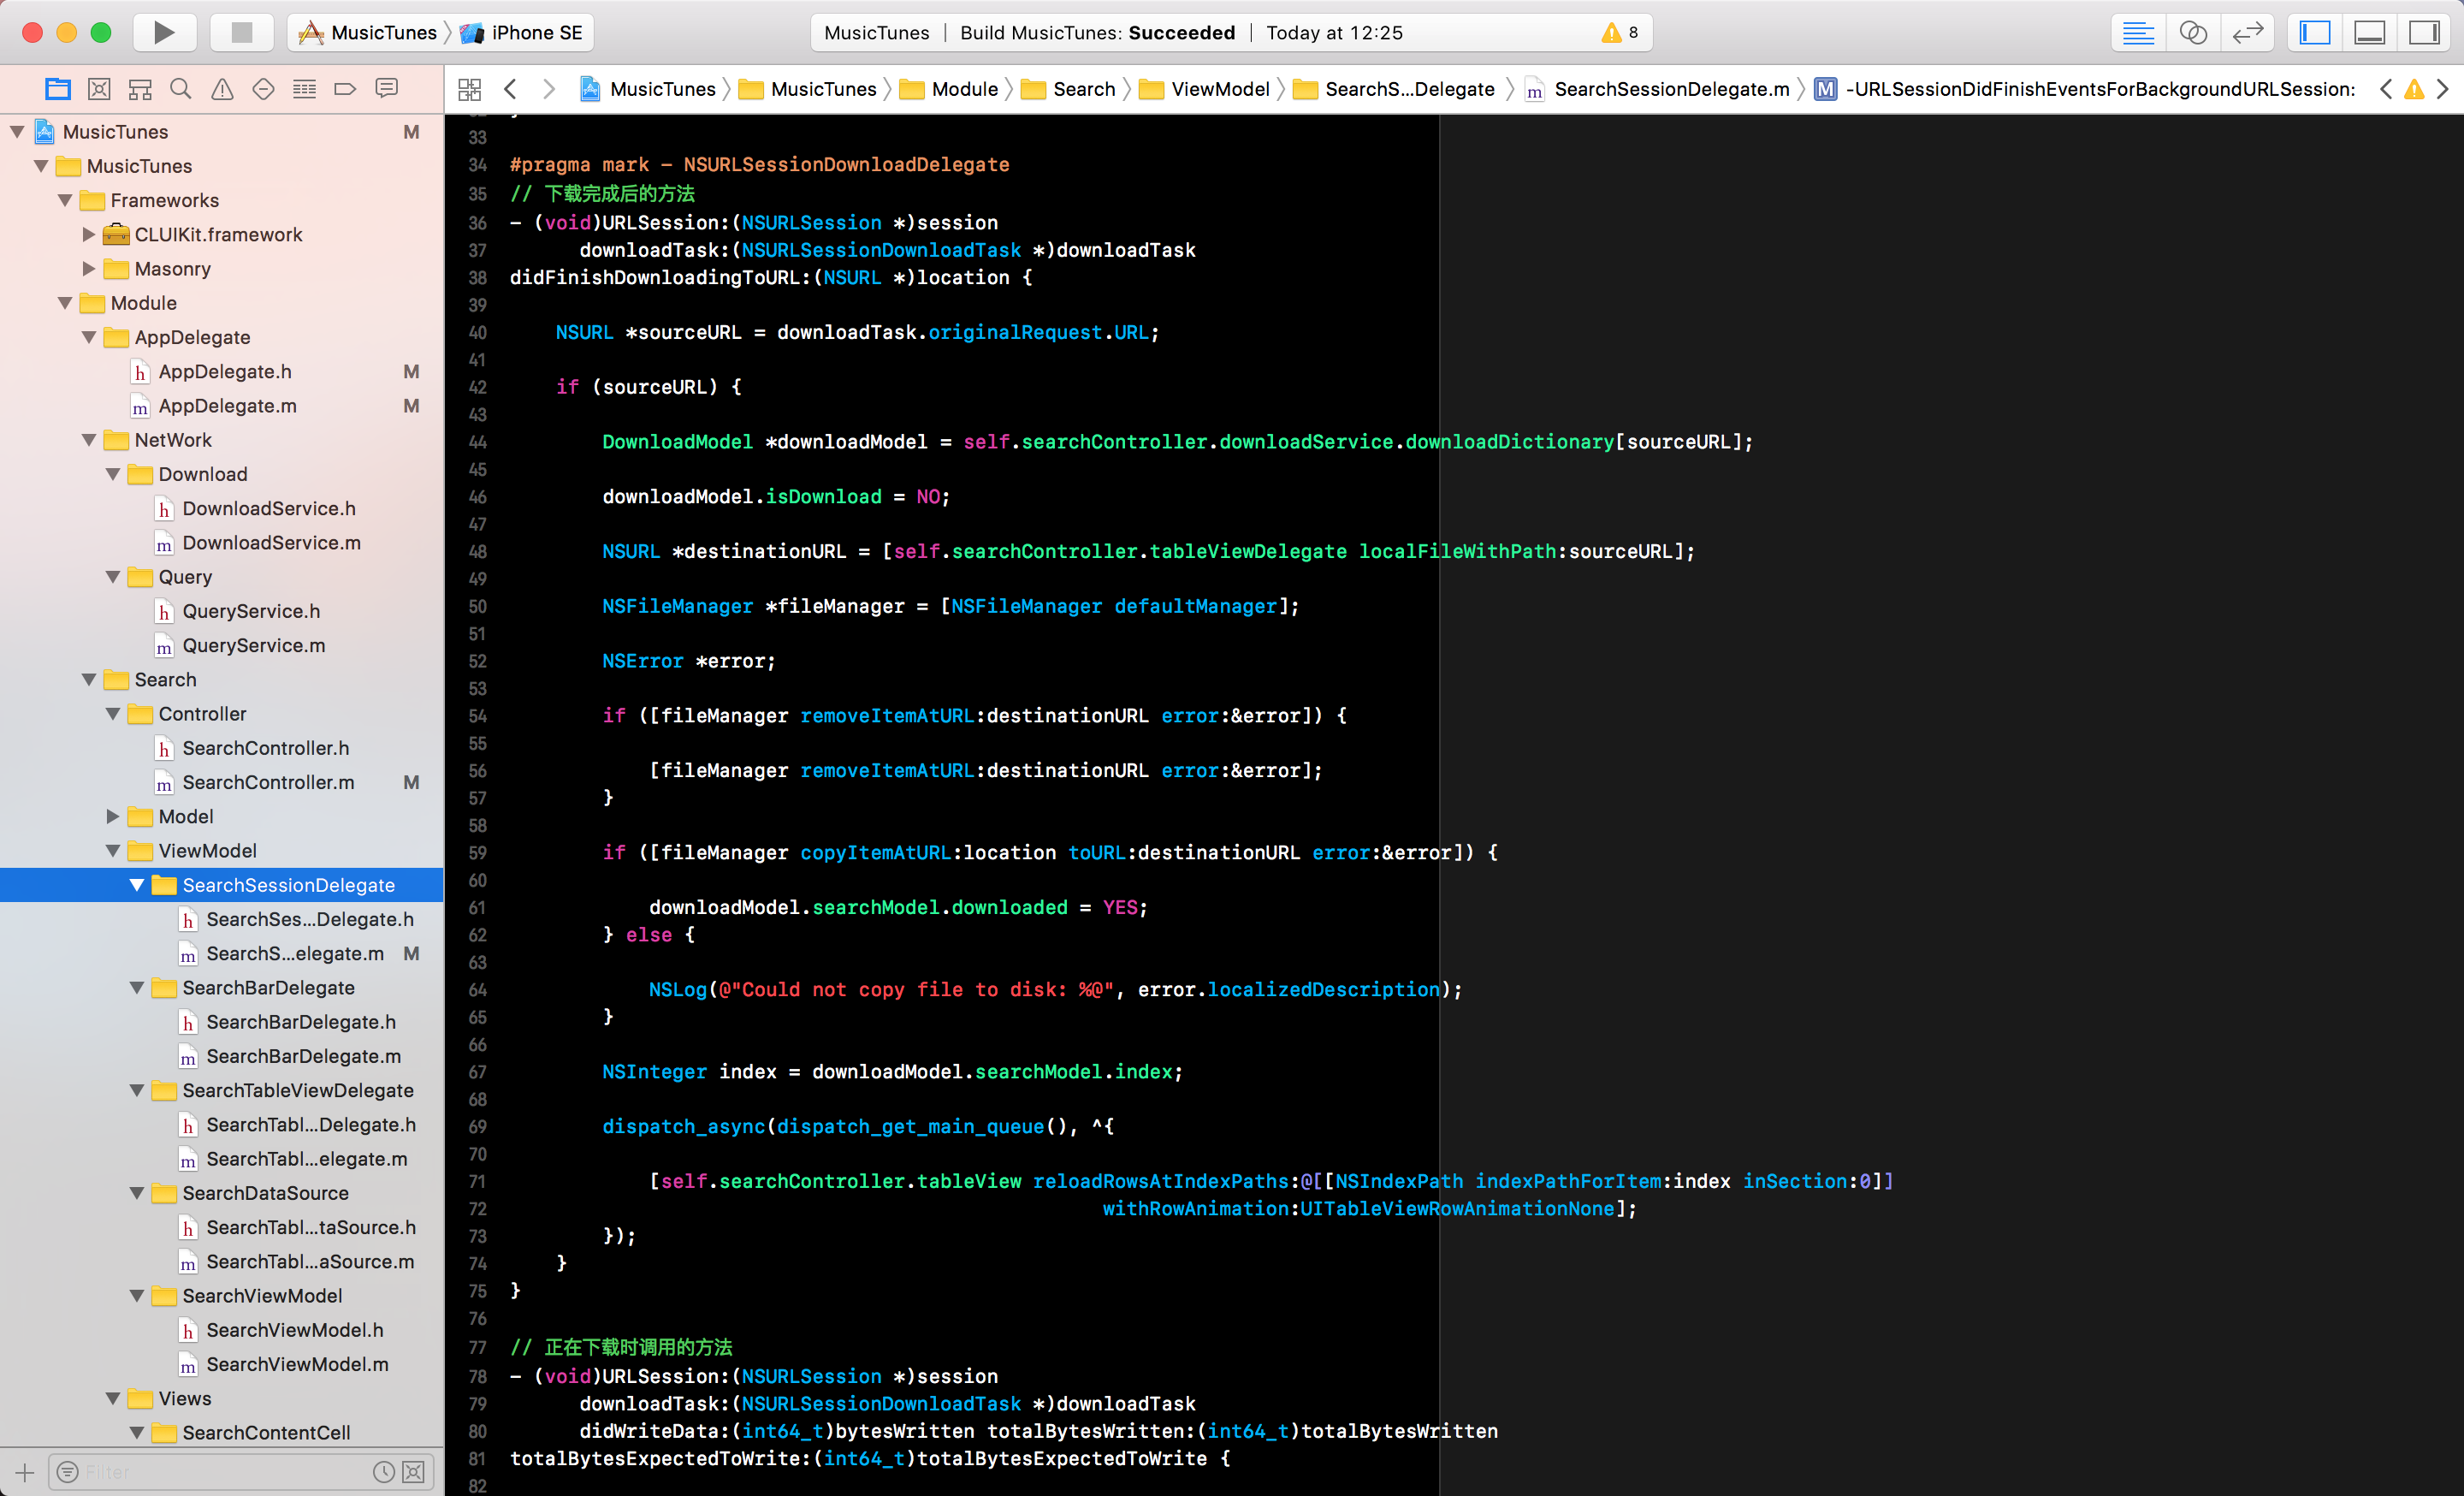 MusicTunes iPhone SE
MusicTunes | Build MusicTunes: Succeeded | Today at 12:25 8
MusicTunes MusicTunes Module Search ViewModel SearchS...Delegate m SearchSessionDelegate.m M -URLSessionDidFinishEventsForBackgroundURLSession:
MusicTunes M
MusicTunes
Frameworks
CLUIKit.framework
Masonry
Module
AppDelegate
h AppDelegate.h M
m AppDelegate.m M
NetWork
Download
h DownloadService.h
m DownloadService.m
Query
h QueryService.h
m QueryService.m
Search
Controller
h SearchController.h
m SearchController.m M
Model
ViewModel
SearchSessionDelegate
h SearchSes...Delegate.h
m SearchS...elegate.m M
SearchBarDelegate
h SearchBarDelegate.h
m SearchBarDelegate.m
SearchTableViewDelegate
h SearchTabl...Delegate.h
m SearchTabl...elegate.m
SearchDataSource
h SearchTabl...taSource.h
m SearchTabl...aSource.m
SearchViewModel
h SearchViewModel.h
m SearchViewModel.m
Views
SearchContentCell
Filter
33
34 #pragma mark - NSURLSessionDownloadDelegate
35 // 下载完成后的方法
36 - (void)URLSession:(NSURLSession *)session
37 downloadTask:(NSURLSessionDownloadTask *)downloadTask
38 didFinishDownloadingToURL:(NSURL *)location {
39
40 NSURL *sourceURL = downloadTask.originalRequest.URL;
41
42 if (sourceURL) {
43
44 DownloadModel *downloadModel = self.searchController.downloadService.downloadDictionary[sourceURL];
45
46 downloadModel.isDownload = NO;
47
48 NSURL *destinationURL = [self.searchController.tableViewDelegate localFileWithPath:sourceURL];
49
50 NSFileManager *fileManager = [NSFileManager defaultManager];
51
52 NSError *error;
53
54 if ([fileManager removeItemAtURL:destinationURL error:&error]) {
55
56 [fileManager removeItemAtURL:destinationURL error:&error];
57 }
58
59 if ([fileManager copyItemAtURL:location toURL:destinationURL error:&error]) {
60
61 downloadModel.searchModel.downloaded = YES;
62 } else {
63
64 NSLog(@"Could not copy file to disk: %@", error.localizedDescription);
65 }
66
67 NSInteger index = downloadModel.searchModel.index;
68
69 dispatch_async(dispatch_get_main_queue(), ^{
70
71 [self.searchController.tableView reloadRowsAtIndexPaths:@[[NSIndexPath indexPathForItem:index inSection:0]]
72 withRowAnimation:UITableViewRowAnimationNone];
73 });
74 }
75 }
76
77 // 正在下载时调用的方法
78 - (void)URLSession:(NSURLSession *)session
79 downloadTask:(NSURLSessionDownloadTask *)downloadTask
80 didWriteData:(int64_t)bytesWritten totalBytesWritten:(int64_t)totalBytesWritten
81 totalBytesExpectedToWrite:(int64_t)totalBytesExpectedToWrite {
82